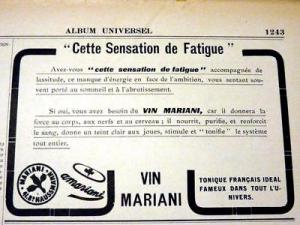 ALBUM UNIVERSEL 1243
"Cette Sensation de Fatigue"
Avez-vous "cette sensation de fatigue" accompagnée de
lassitude, ce manque d'énergie en face de l'ambition, vous sentant sou-
vent porté au sommeil et à l'abrutissement.
Si oui, vous avez besoin du VIN MARIANI, car il donnera la
force au corps, aux nerfs et au cerveau; il nourrit, purifie, et renforcit
le sang, donne un teint clair aux joues, stimule et "tonifie" le système
tout entier.
MARIANI
Mariani
VIN
MARIANI
TONIQUE FRANÇAIS IDEAL
FAMEUX DANS TOUT L'U-
NIVERS.